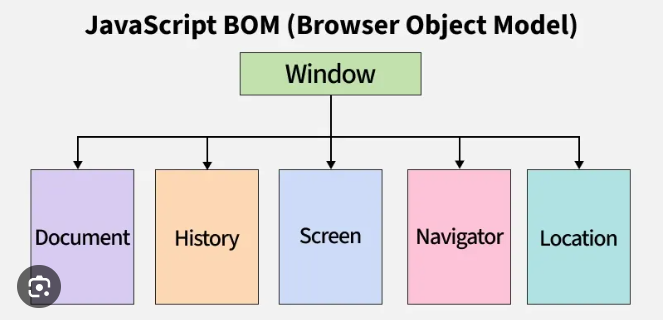 JavaScript BOM (Browser Object Model)
Window
Document
History
Screen
Navigator
Location